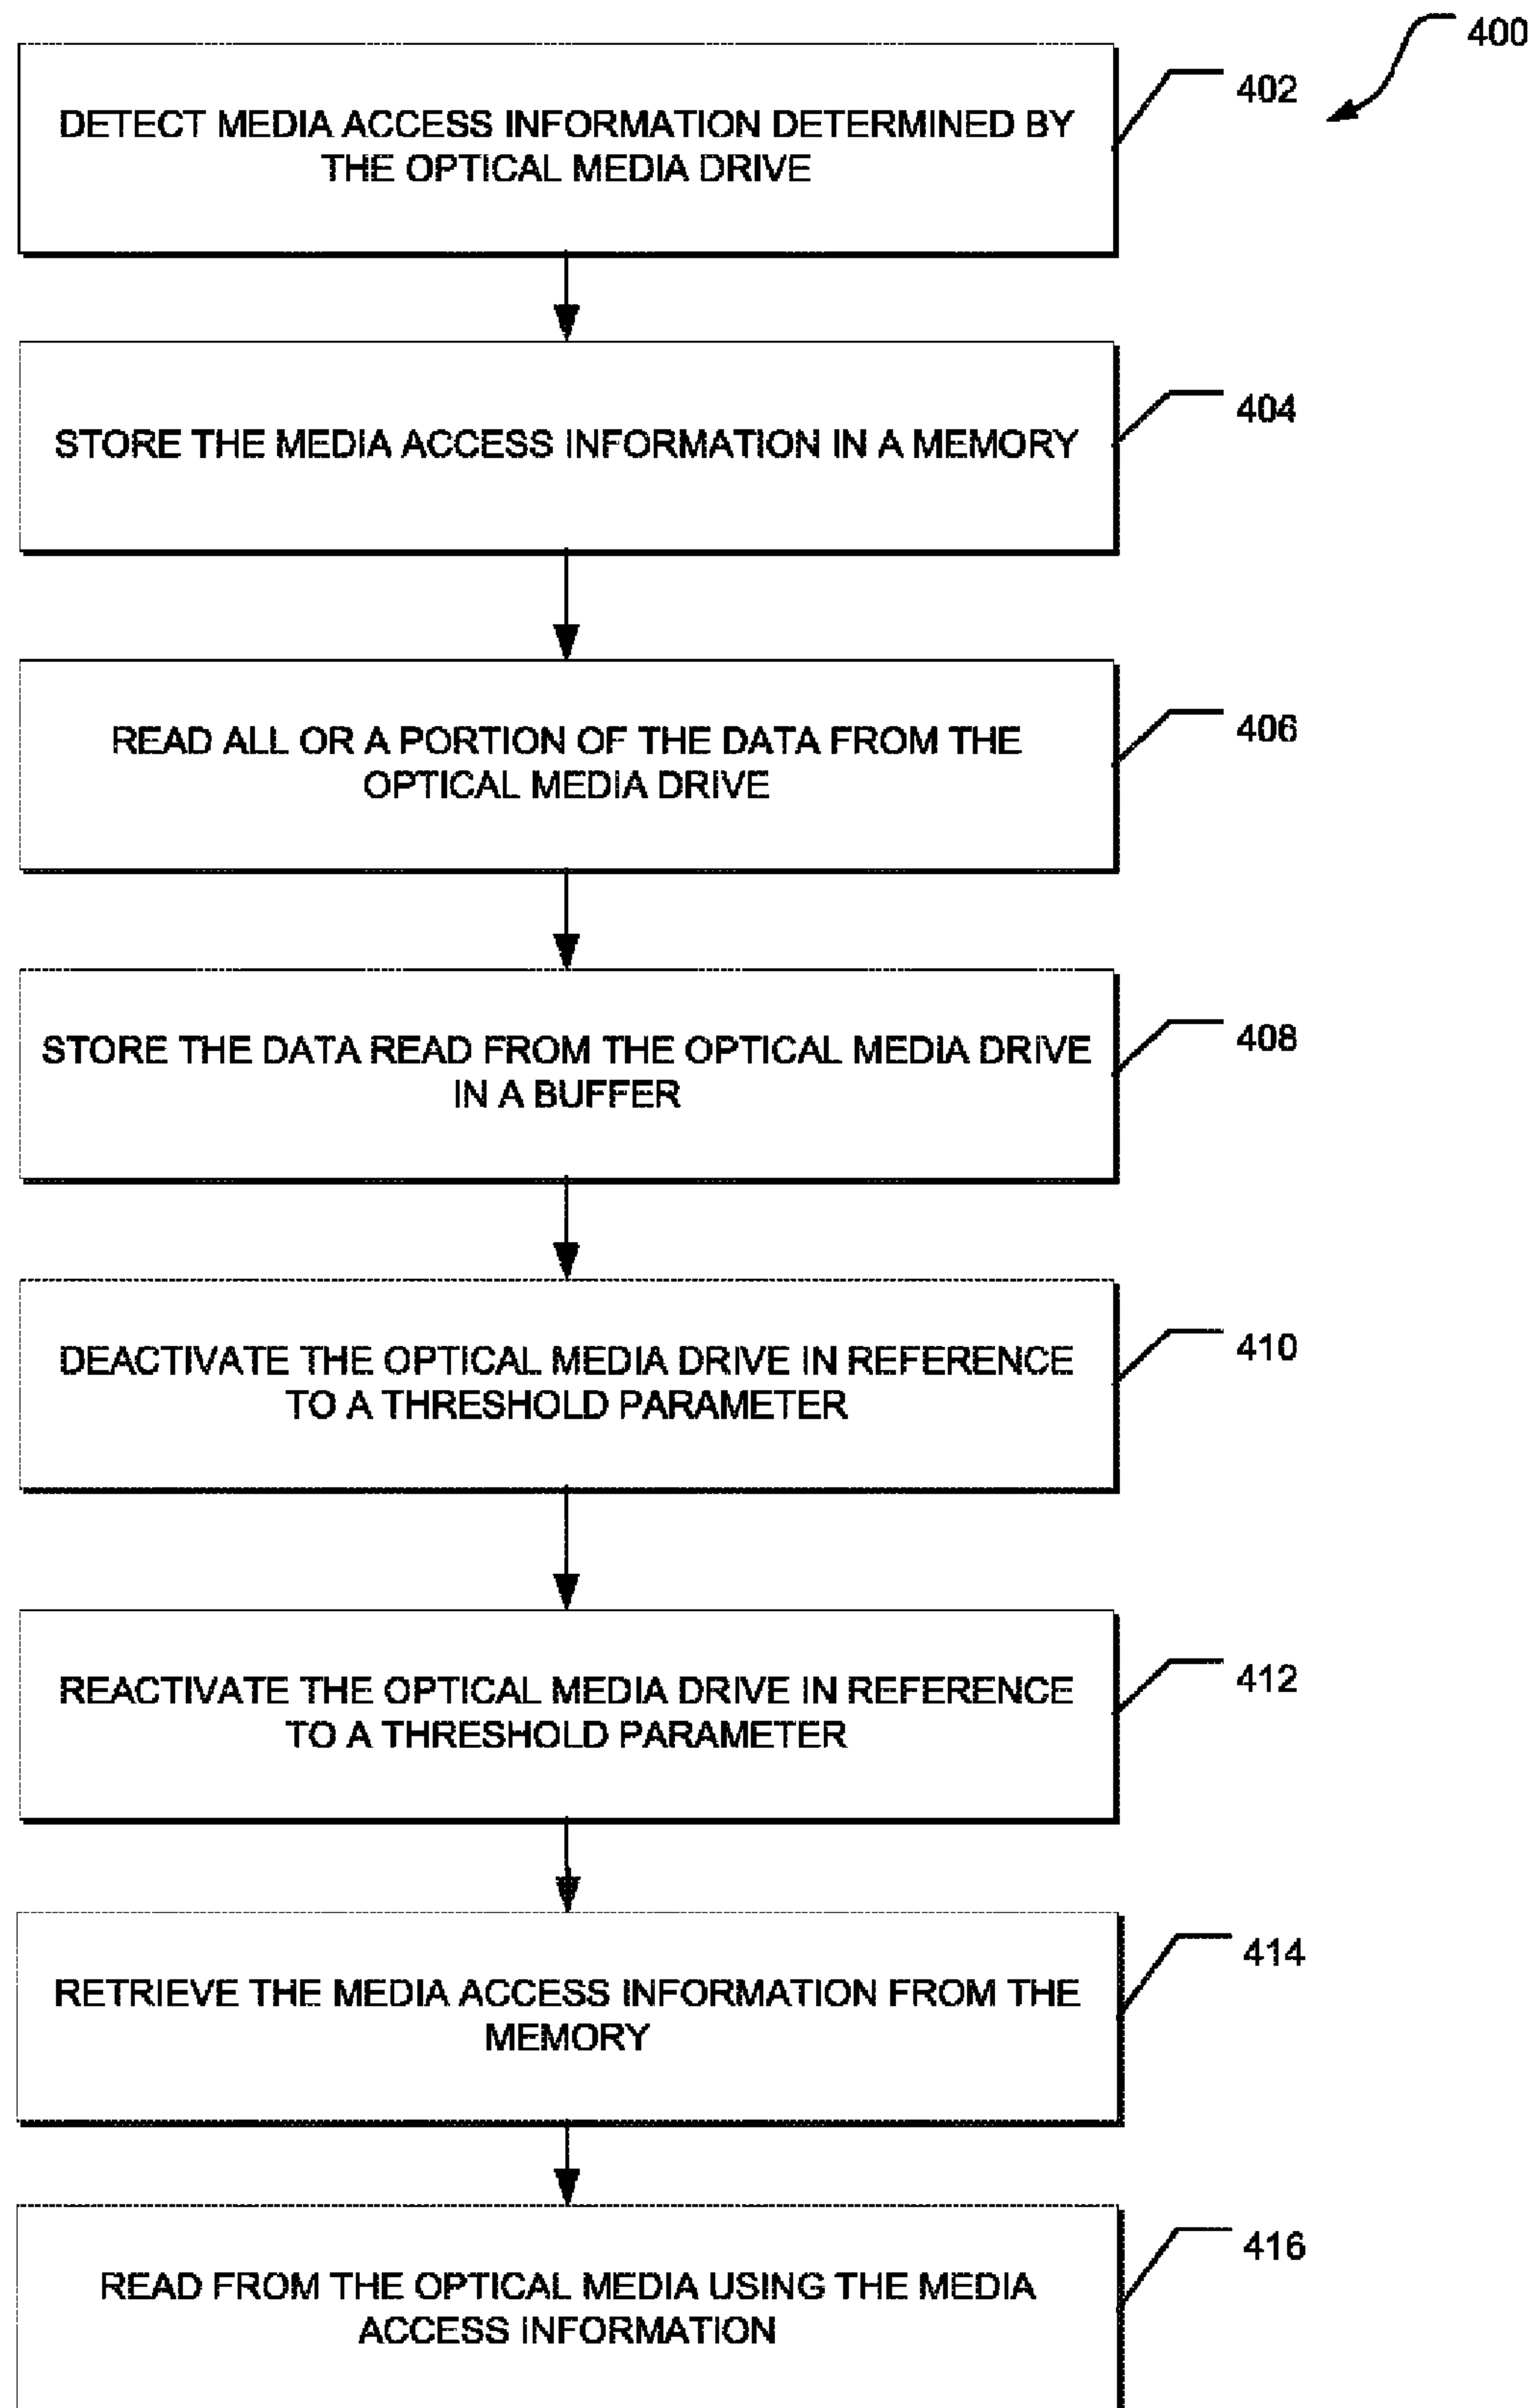 400
402
DETECT MEDIA ACCESS INFORMATION DETERMINED BY
THE OPTICAL MEDIA DRIVE
404
STORE THE MEDIA ACCESS INFORMATION IN A MEMORY
406
READ ALL OR A PORTION OF THE DATA FROM THE
OPTICAL MEDIA DRIVE
408
STORE THE DATA READ FROM THE OPTICAL MEDIA DRIVE
IN A BUFFER
410
DEACTIVATE THE OPTICAL MEDIA DRIVE IN REFERENCE
TO A THRESHOLD PARAMETER
412
REACTIVATE THE OPTICAL MEDIA DRIVE IN REFERENCE
TO A THRESHOLD PARAMETER
414
RETRIEVE THE MEDIA ACCESS INFORMATION FROM THE
MEMORY
416
READ FROM THE OPTICAL MEDIA USING THE MEDIA
ACCESS INFORMATION